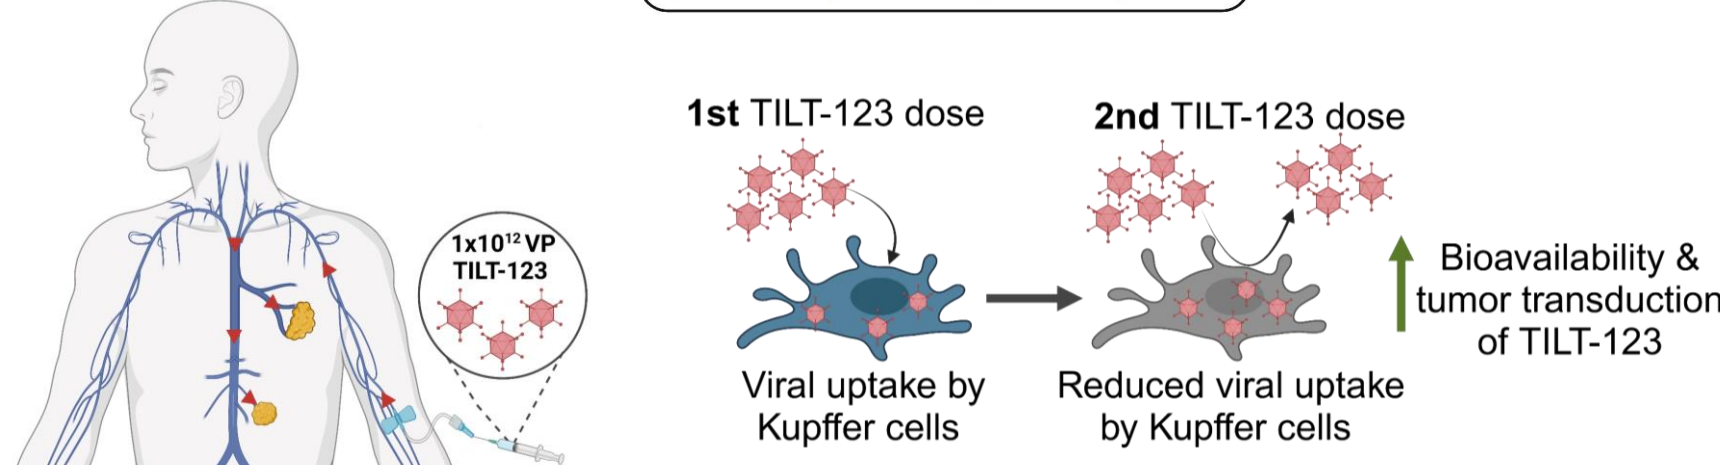 1x10¹² VP
TILT-123
1st TILT-123 dose
Viral uptake by
Kupffer cells
2nd TILT-123 dose
Reduced viral uptake
by Kupffer cells
Bioavailability &
tumor transduction
of TILT-123